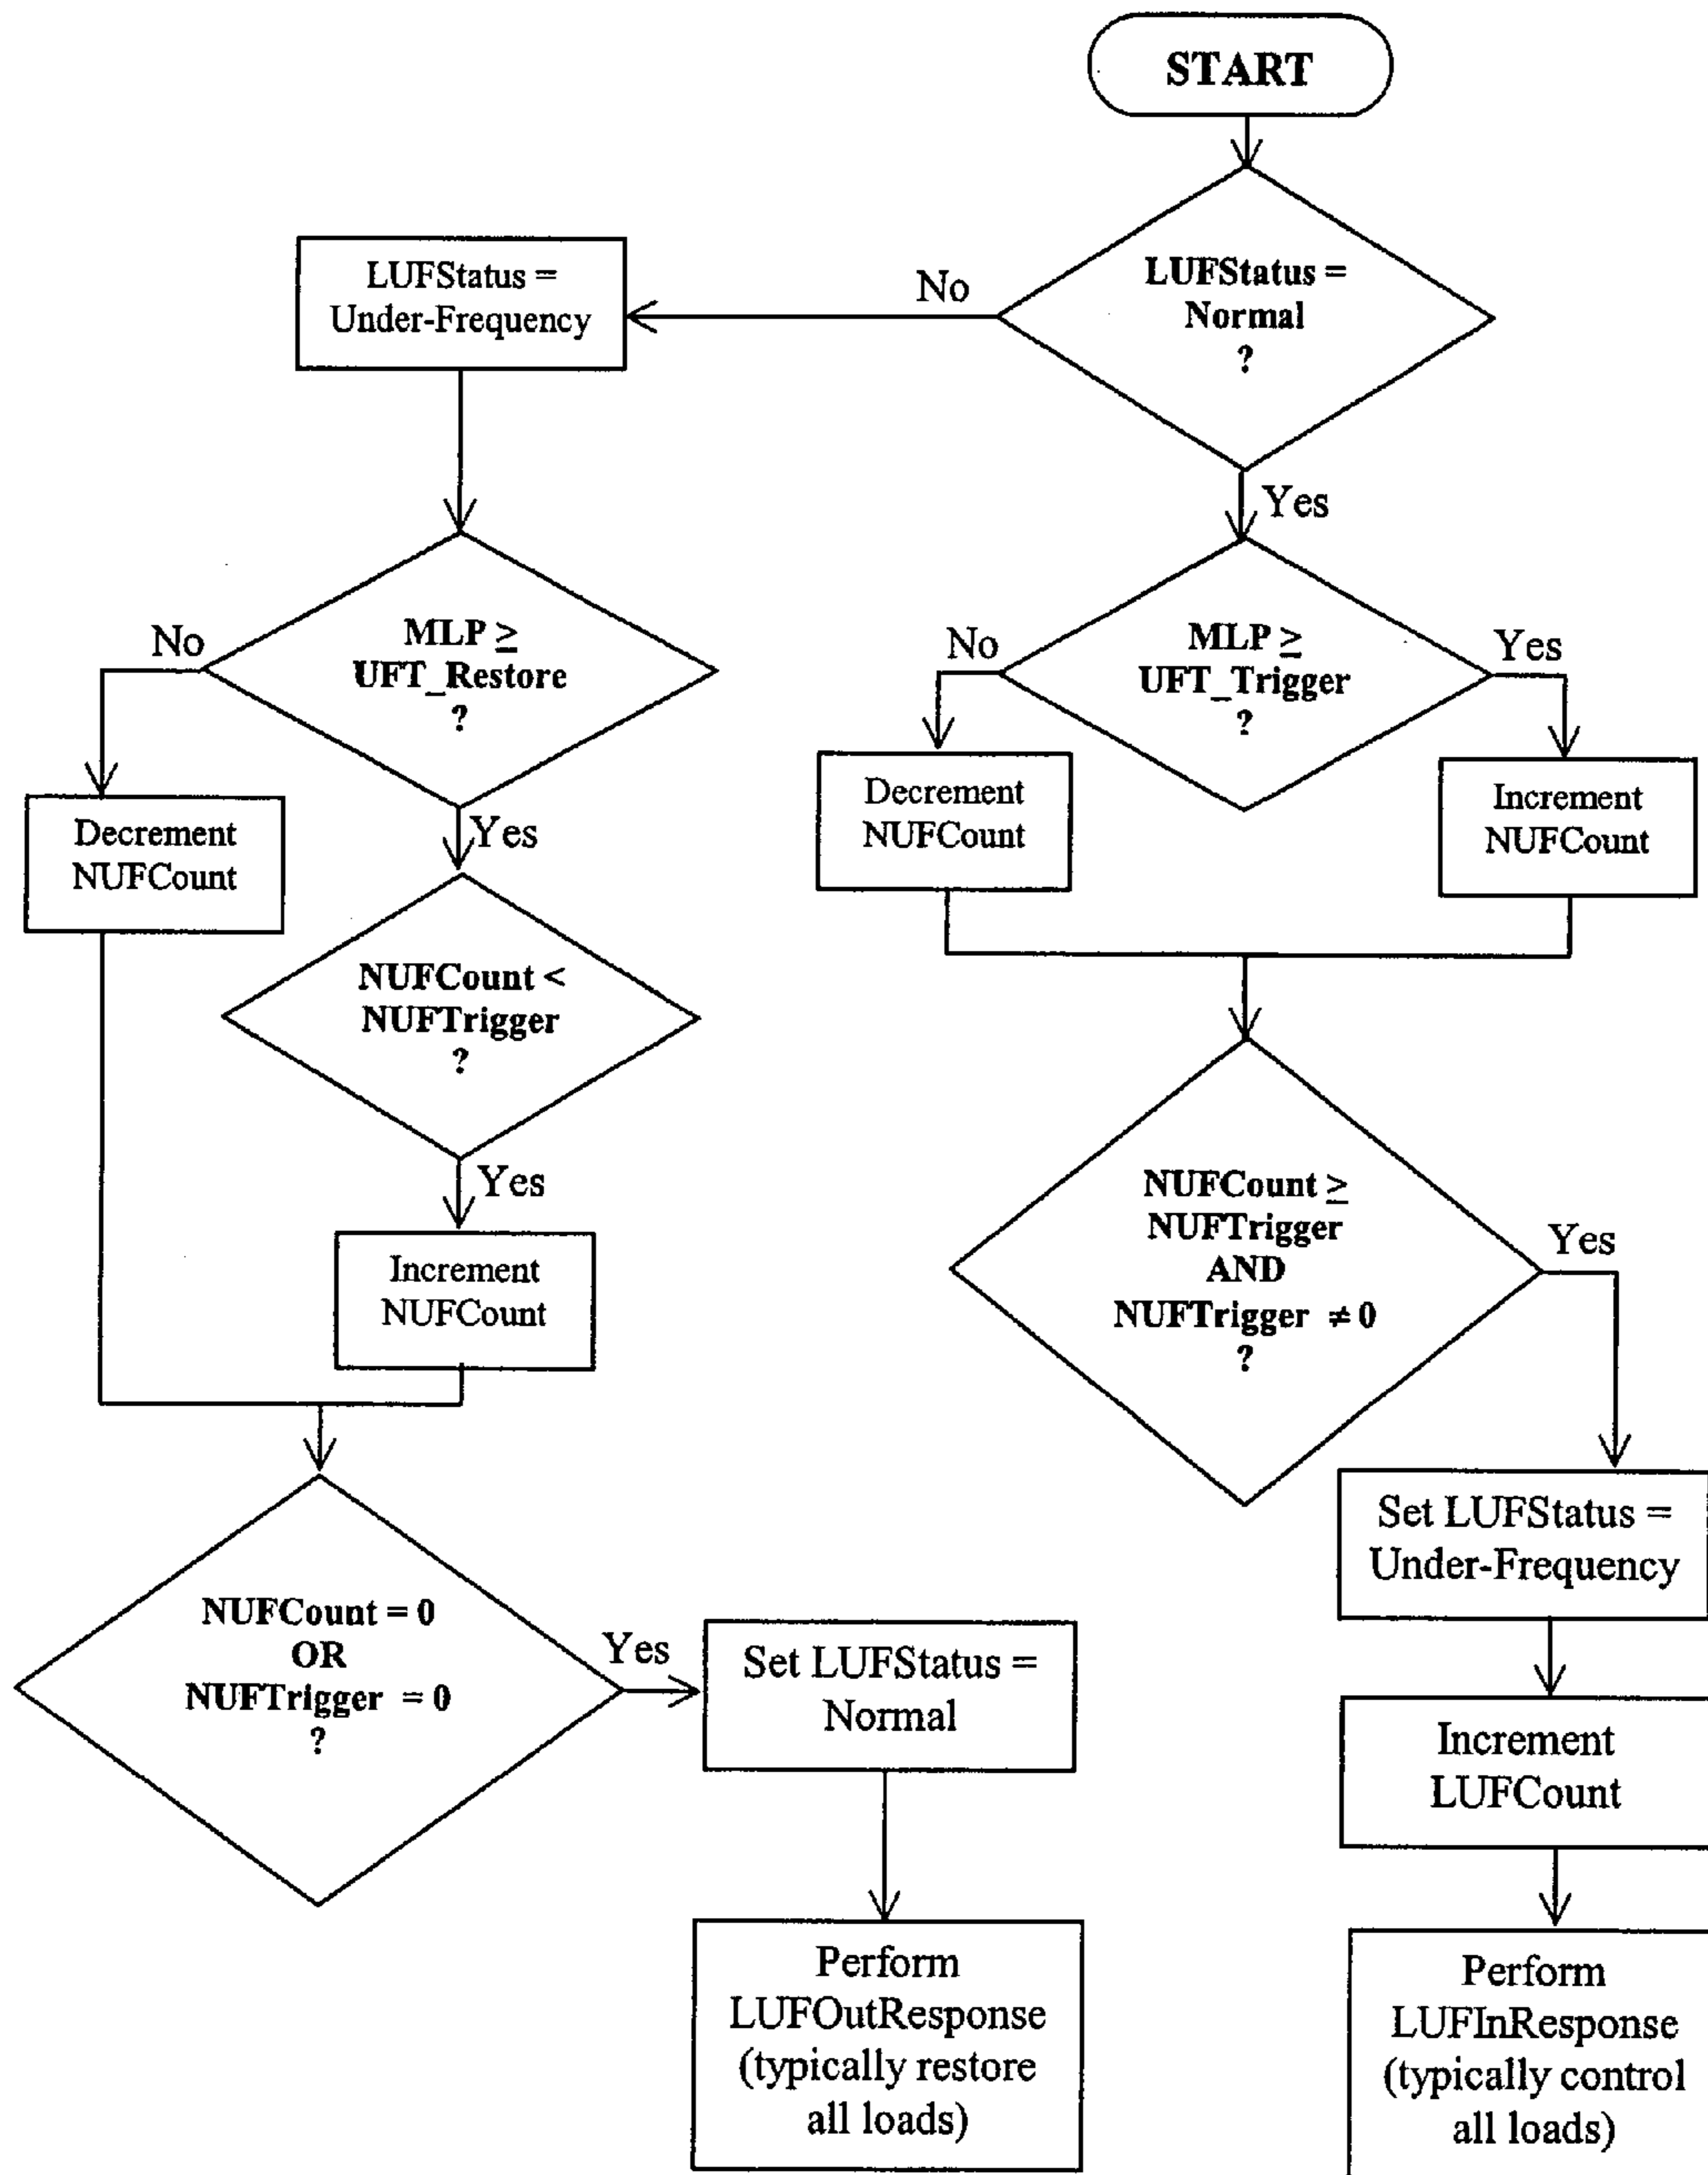 START
LUFStatus =
Normal
?
No
LUFStatus =
Under-Frequency
Yes
MLP ≥
UFT_Restore
?
No
Yes
MLP ≥
UFT_Trigger
?
No
Yes
Decrement
NUFCount
Decrement
NUFCount
Increment
NUFCount
NUFCount <
NUFTrigger
?
Yes
Increment
NUFCount
NUFCount ≥
NUFTrigger
AND
NUFTrigger ≠ 0
?
Yes
Set LUFStatus =
Under-Frequency
NUFCount = 0
OR
NUFTrigger = 0
?
Yes
Set LUFStatus =
Normal
Increment
LUFCount
Perform
LUFOutResponse
(typically restore
all loads)
Perform
LUFInResponse
(typically control
all loads)